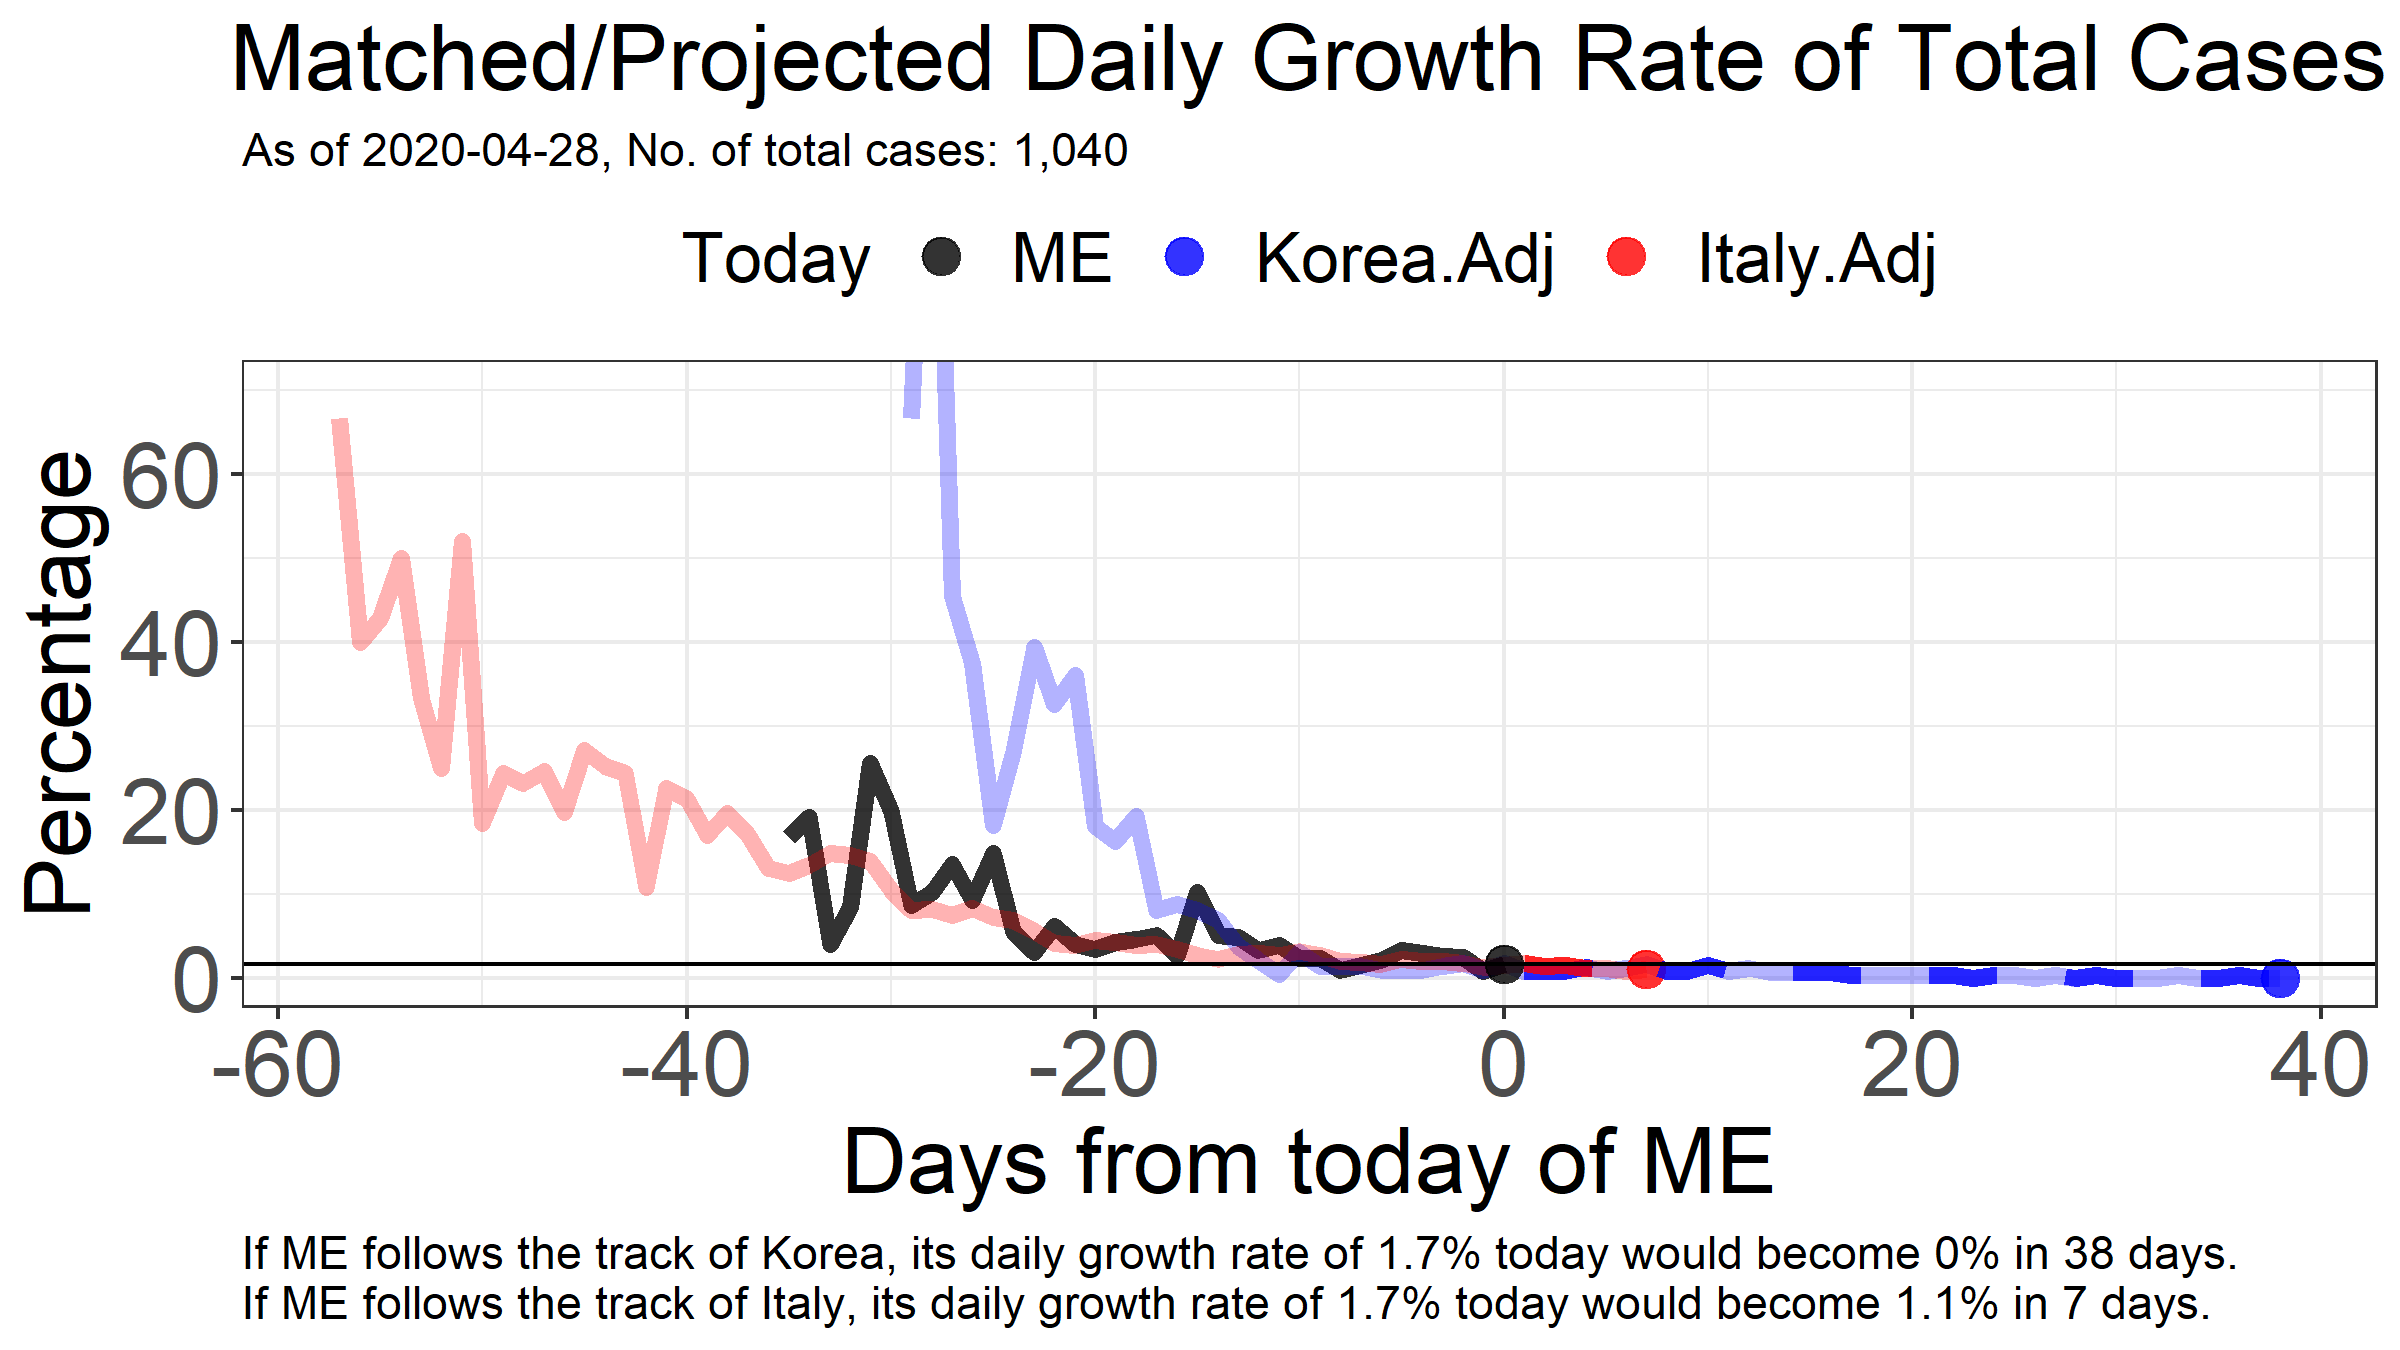 Matched/Projected Daily Growth Rate of Total Cases
As of 2020-04-28, No. of total cases: 1,040
Today ME Korea.Adj Italy.Adj
Percentage
60
40
20
0
-60 -40 -20 0 20 40
Days from today of ME
If ME follows the track of Korea, its daily growth rate of 1.7% today would become 0% in 38 days.
If ME follows the track of Italy, its daily growth rate of 1.7% today would become 1.1% in 7 days.